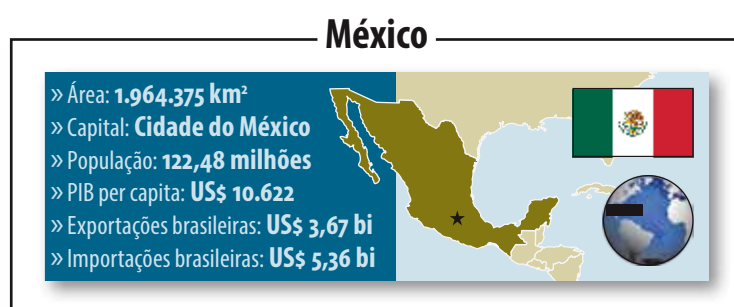 México
» Área: 1.964.375 km²
» Capital: Cidade do México
» População: 122,48 milhões
» PIB per capita: US$ 10.622
» Exportações brasileiras: US$ 3,67 bi
» Importações brasileiras: US$ 5,36 bi